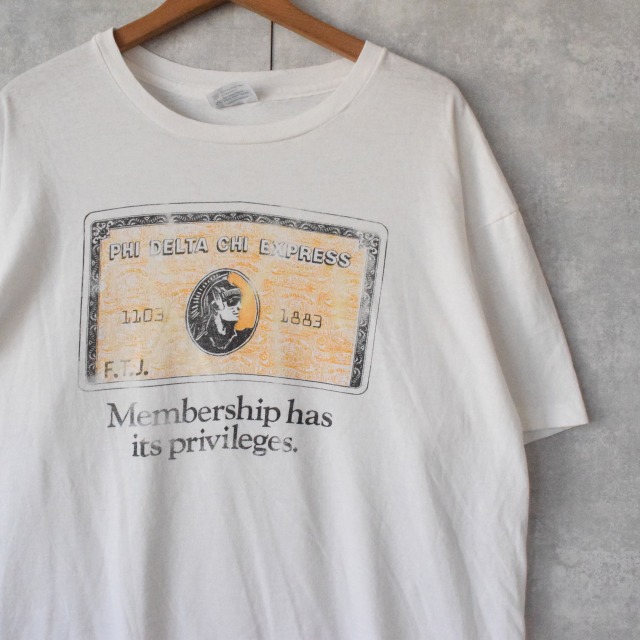 PHI DELTA CHI EXPRESS
1103 1883
F.T.J.
Membership has
its privileges.